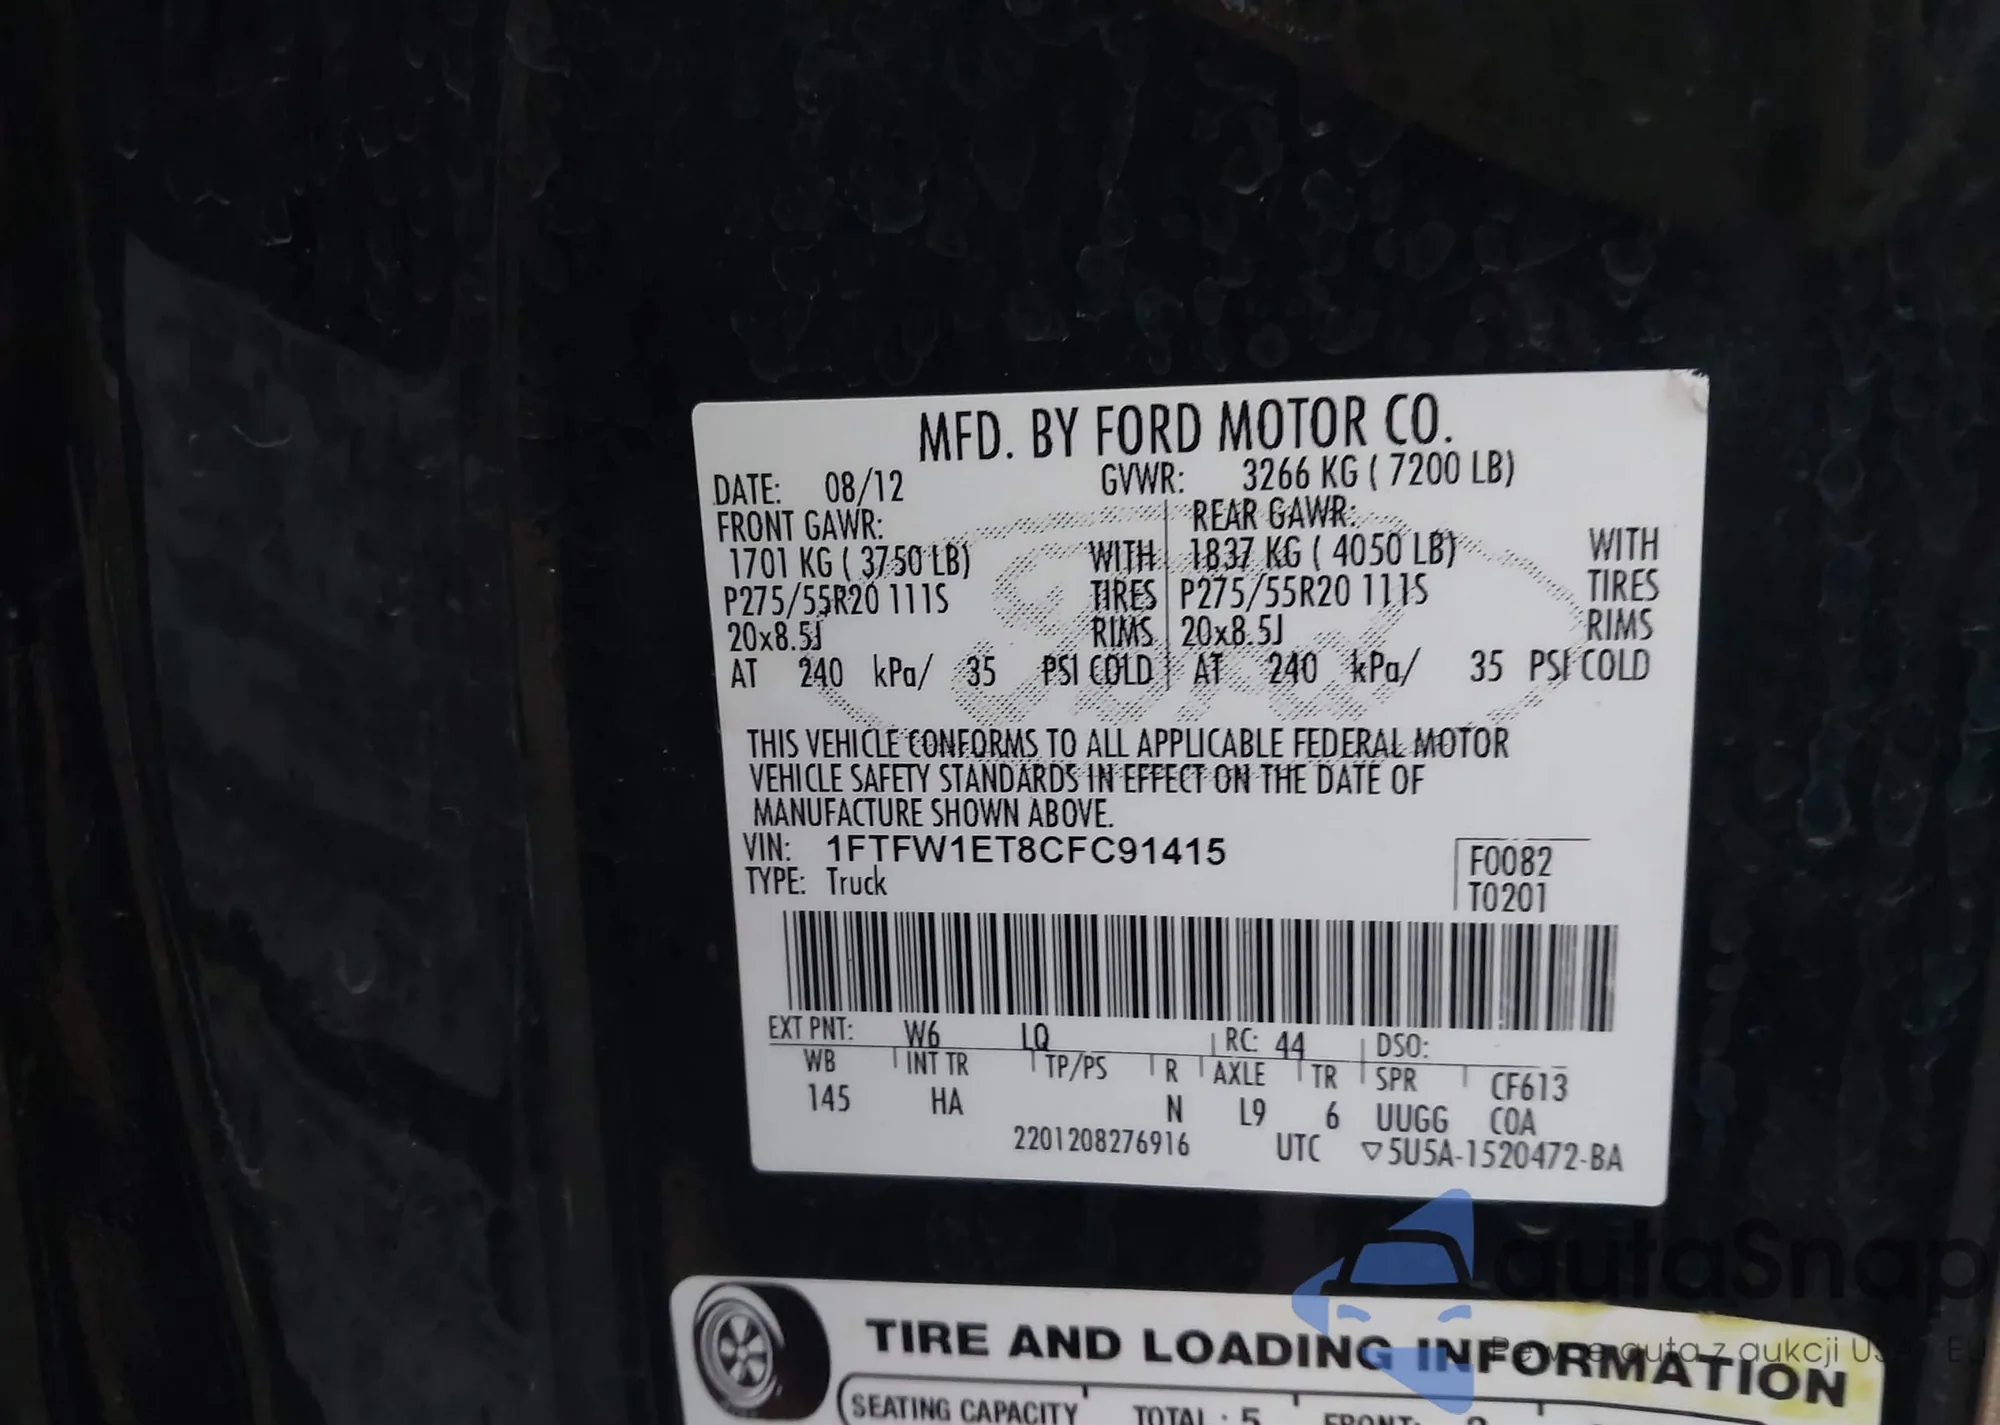 MFD. BY FORD MOTOR CO.
DATE: 08/12 GVWR: 3266 KG ( 7200 LB)
FRONT GAWR: REAR GAWR:
1701 KG ( 3750 LB) WITH 1837 KG ( 4050 LB) WITH
P275/55R20 111S TIRES P275/55R20 111S TIRES
20x8.5J RIMS 20x8.5J RIMS
AT 240 kPa/ 35 PSI COLD AT 240 kPa/ 35 PSI COLD
THIS VEHICLE CONFORMS TO ALL APPLICABLE FEDERAL MOTOR
VEHICLE SAFETY STANDARDS IN EFFECT ON THE DATE OF
MANUFACTURE SHOWN ABOVE.
VIN: 1FTFW1ET8CFC91415
TYPE: Truck
F0082
T0201
EXT PNT: W6 LQ RC: 44 DSO:
WB INT TR TP/PS R AXLE TR SPR CF613
145 HA N L9 6 UUGG COA
2201208276916 UTC ▽5U5A-1520472-BA
autaSnap
auta z aukcji
TIRE AND LOADING INFORMATION
SEATING CAPACITY TOTAL : 5 FRONT: